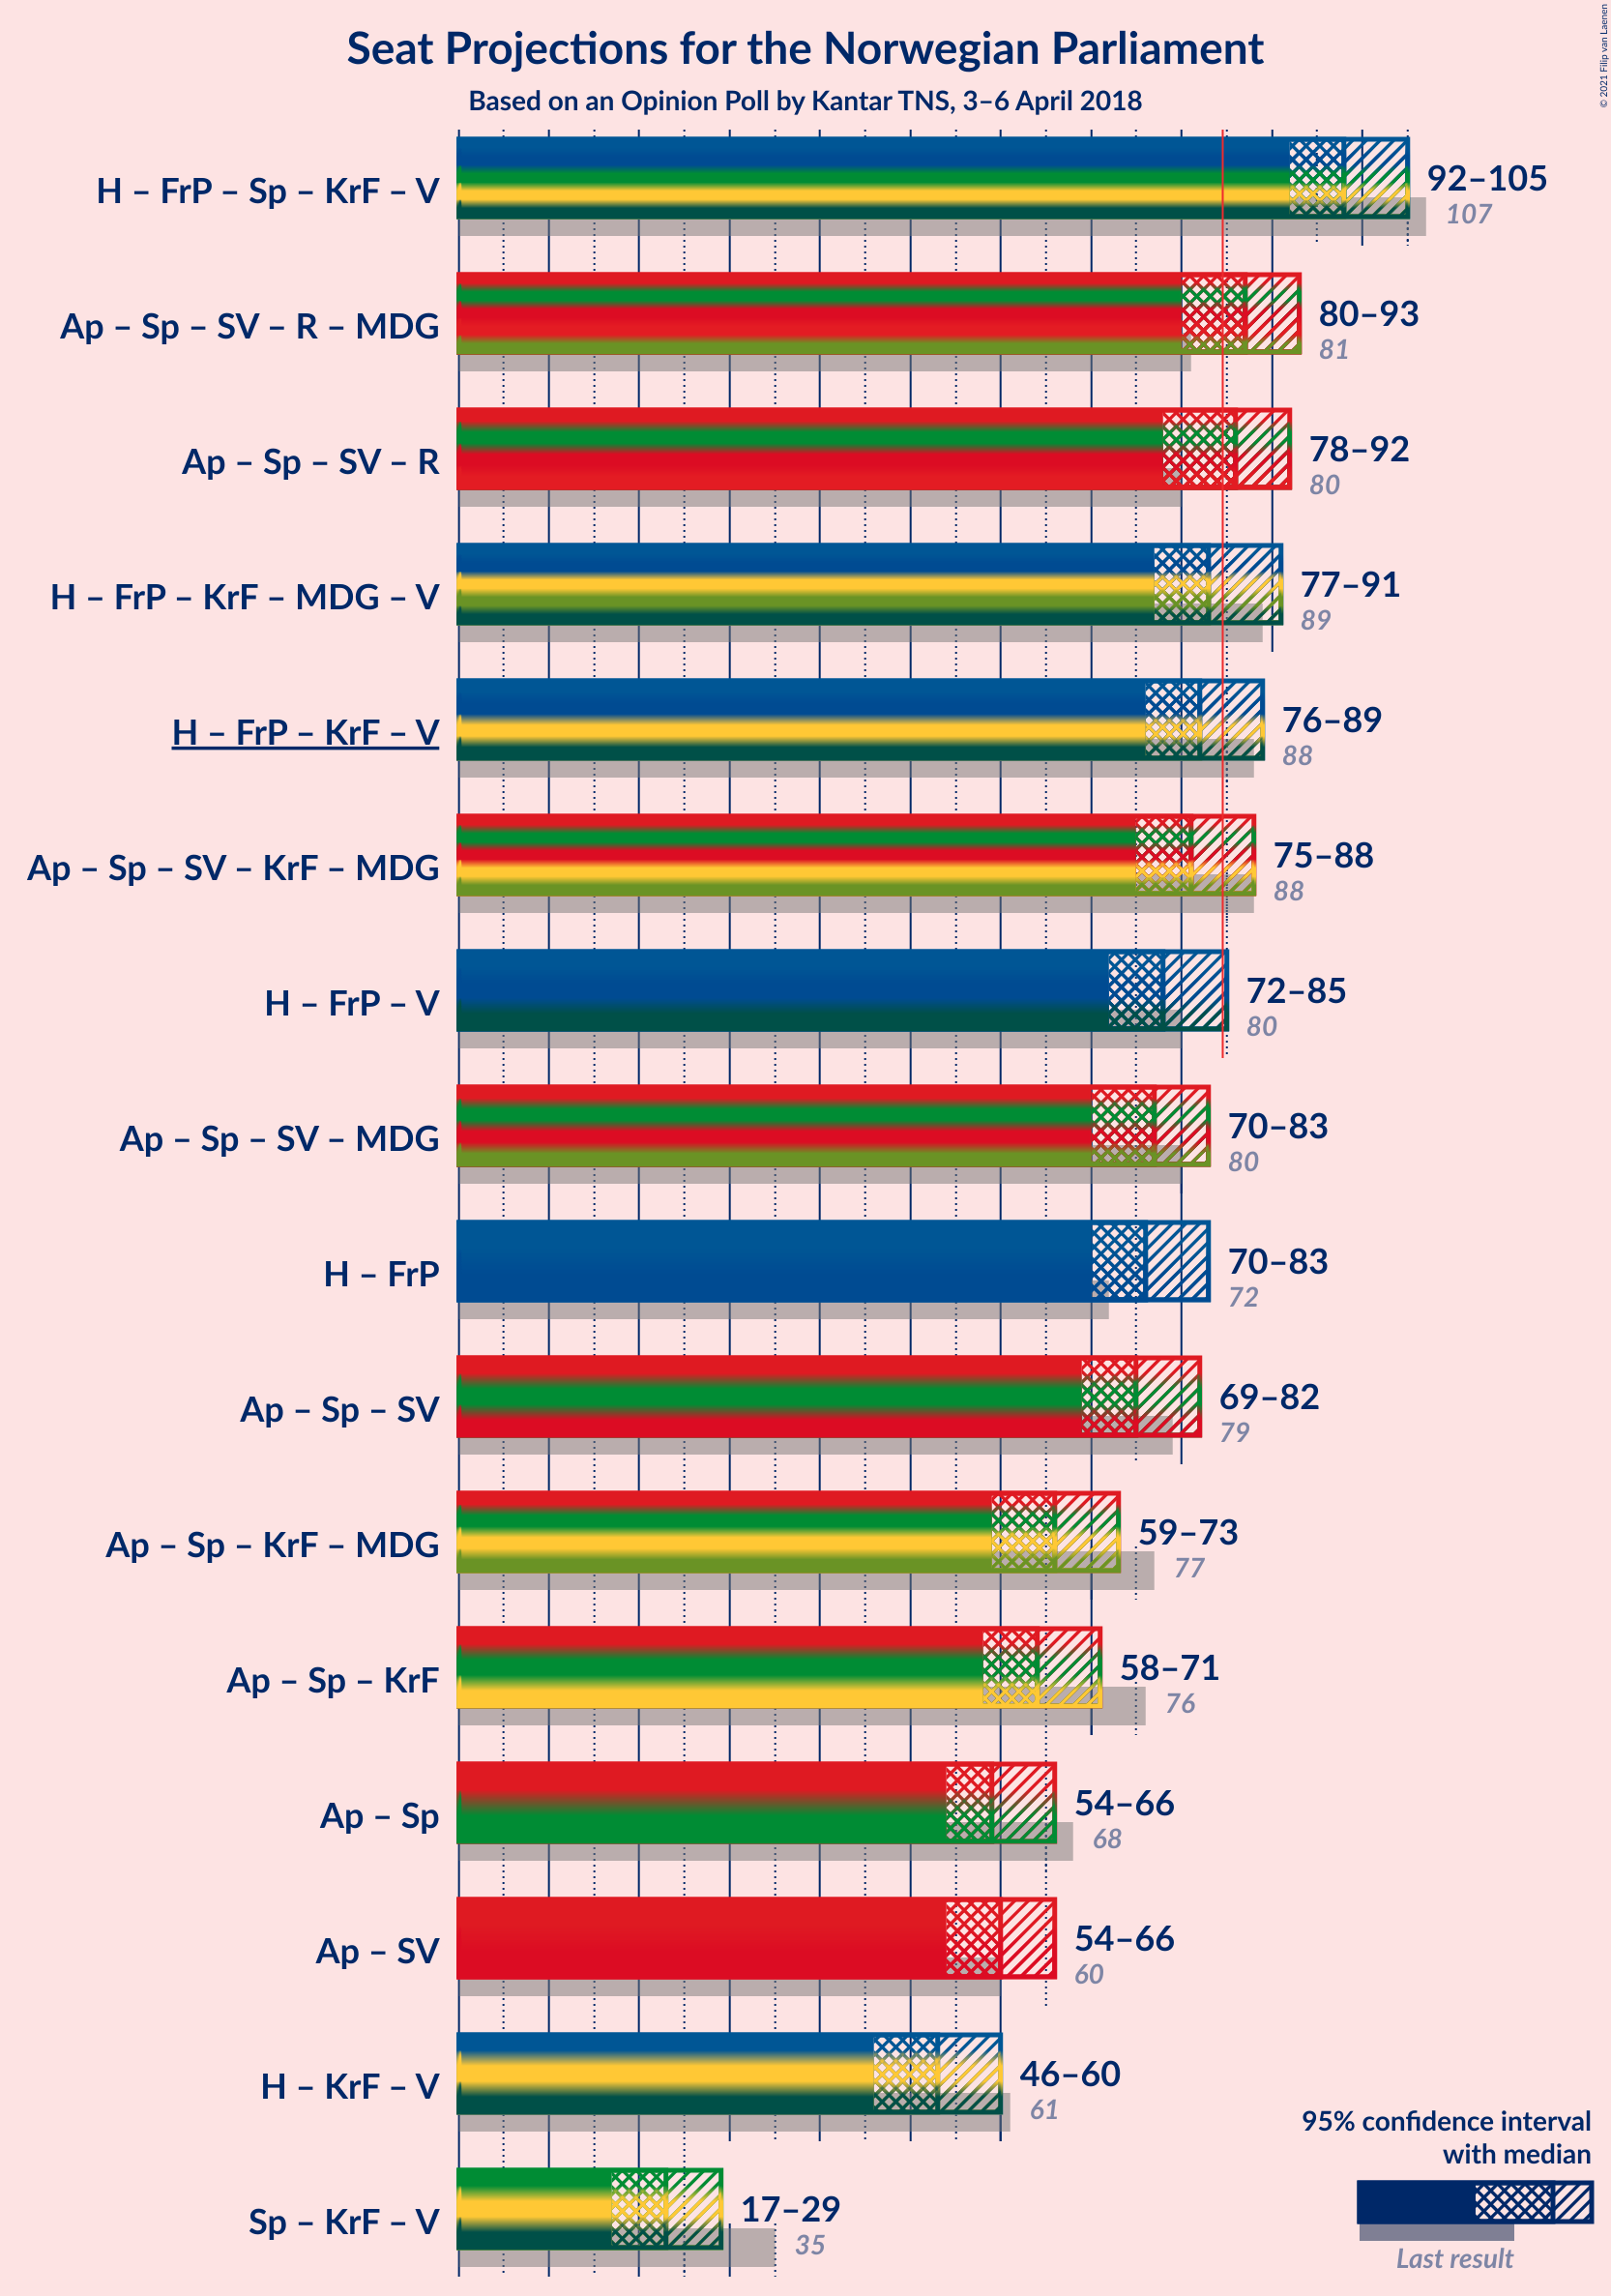 Seat Projections for the Norwegian Parliament
Based on an Opinion Poll by Kantar TNS, 3–6 April 2018
© 2021 Filip van Laenen
H – FrP – Sp – KrF – V
92–105
107
Ap – Sp – SV – R – MDG
80–93
81
Ap – Sp – SV – R
78–92
80
H – FrP – KrF – MDG – V
77–91
89
H – FrP – KrF – V
76–89
88
Ap – Sp – SV – KrF – MDG
75–88
88
H – FrP – V
72–85
80
Ap – Sp – SV – MDG
70–83
80
H – FrP
70–83
72
Ap – Sp – SV
69–82
79
Ap – Sp – KrF – MDG
59–73
77
Ap – Sp – KrF
58–71
76
Ap – Sp
54–66
68
Ap – SV
54–66
60
H – KrF – V
46–60
61
Sp – KrF – V
17–29
35
95% confidence interval
with median
Last result